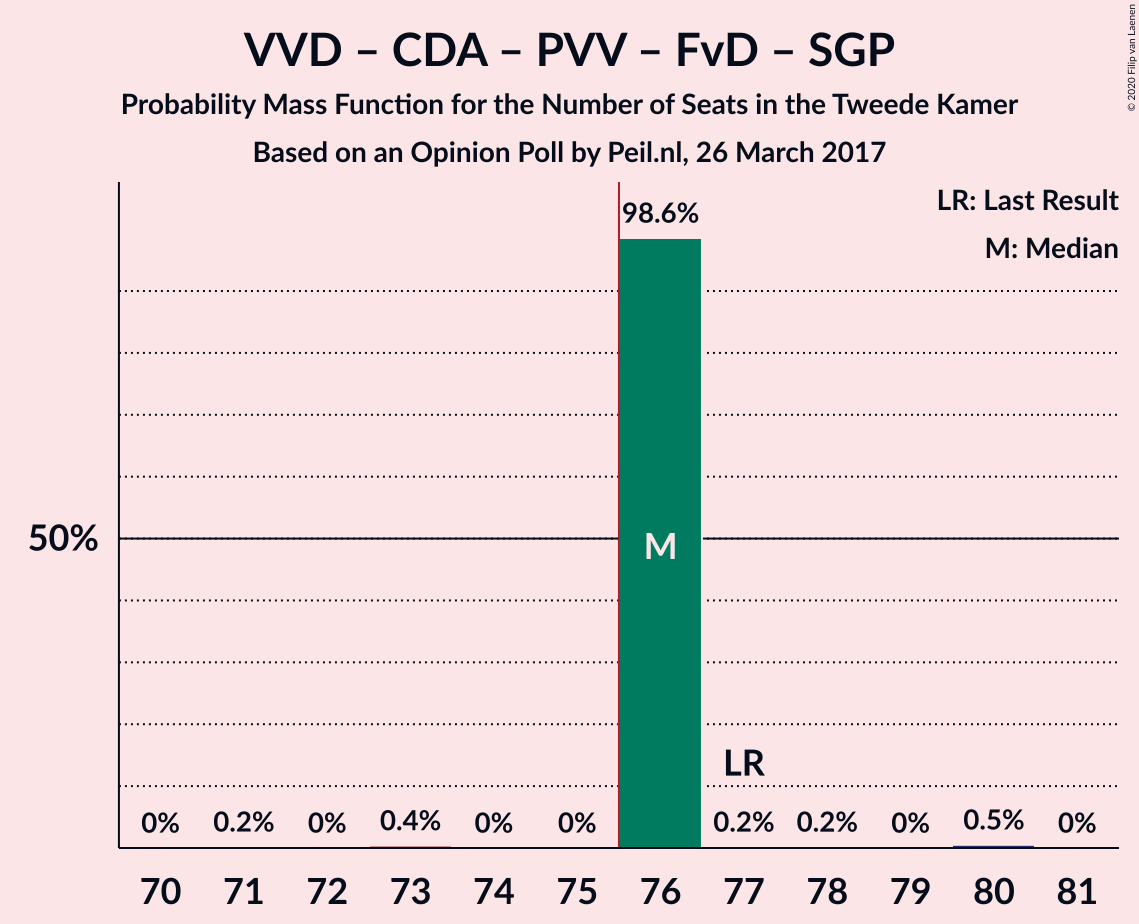 VVD – CDA – PVV – FvD – SGP
Probability Mass Function for the Number of Seats in the Tweede Kamer
Based on an Opinion Poll by Peil.nl, 26 March 2017
© 2020 Filip van Laenen
LR: Last Result
M: Median
98.6%
50%
M
LR
0% 0.2% 0% 0.4% 0% 0% 0.2% 0.2% 0% 0.5% 0%
70 71 72 73 74 75 76 77 78 79 80 81